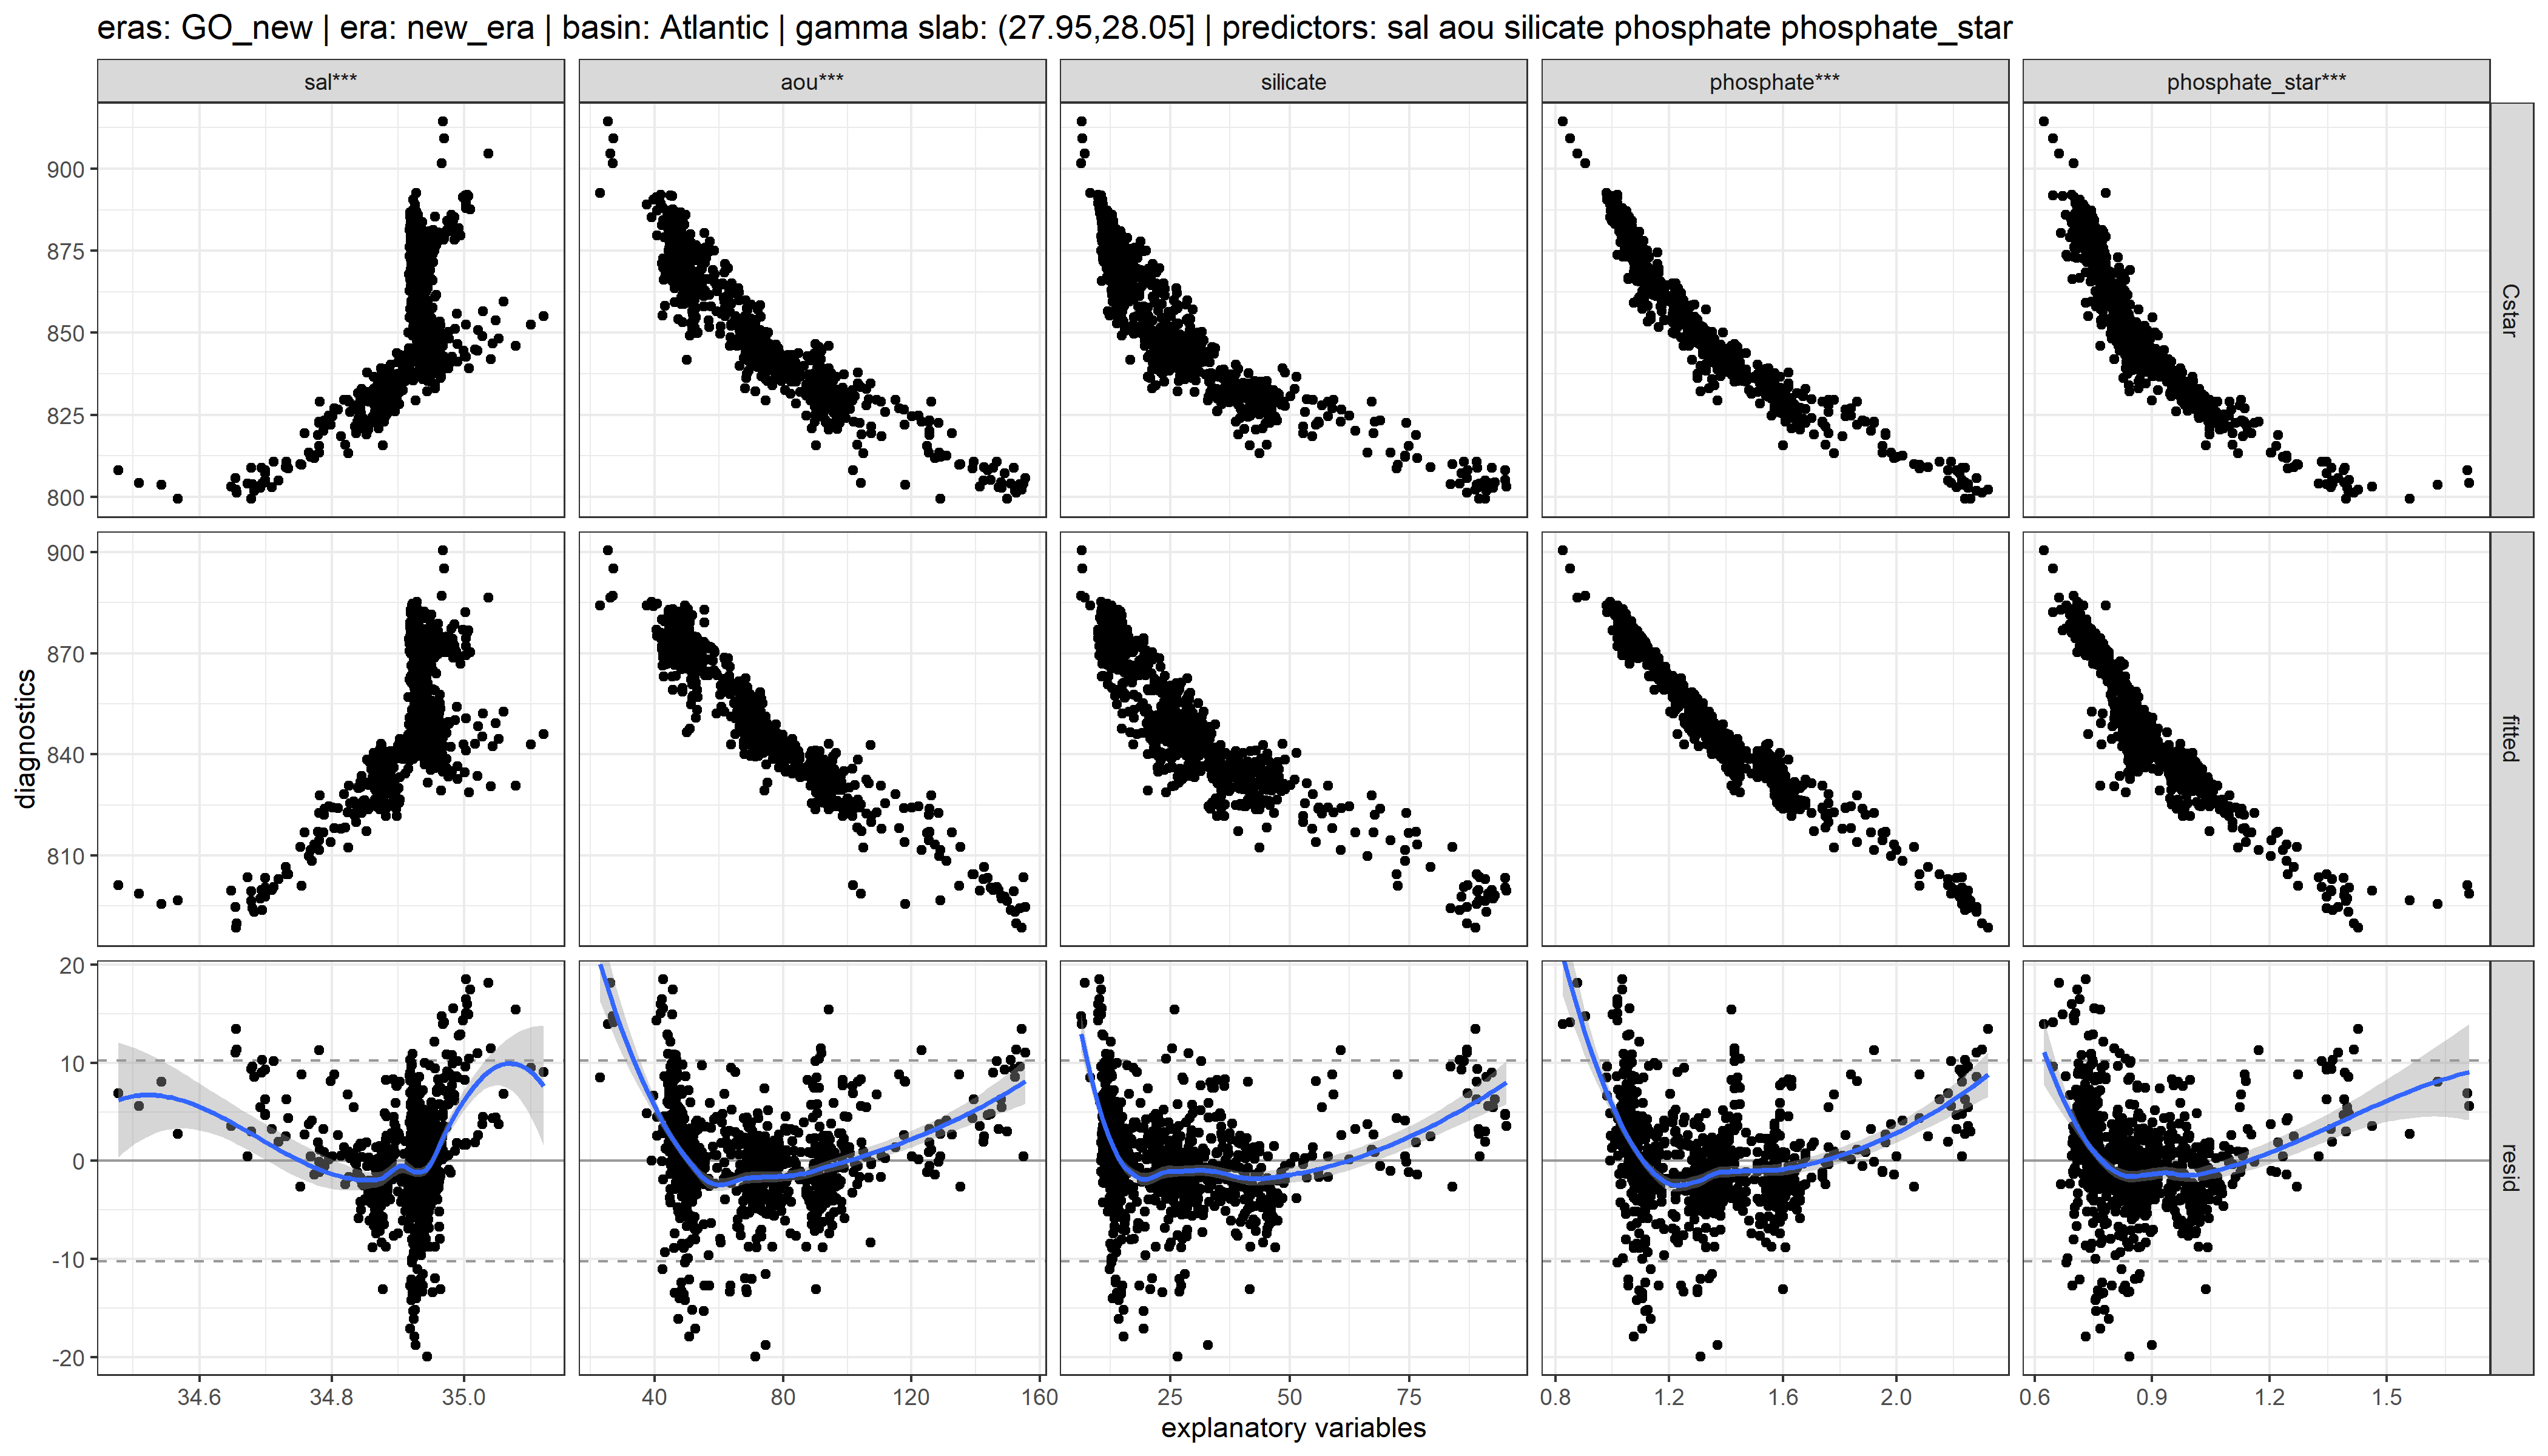 eras: GO_new | era: new_era | basin: Atlantic | gamma slab: (27.95,28.05] | predictors: sal aou silicate phosphate phosphate_star
sal*** aou*** silicate phosphate*** phosphate_star***
900
875
850
825
800
Cstar
900
870
840
810
fitted
diagnostics
20
10
0
-10
-20
resid
34.6 34.8 35.0 40 80 120 160 25 50 75 0.8 1.2 1.6 2.0 0.6 0.9 1.2 1.5
explanatory variables